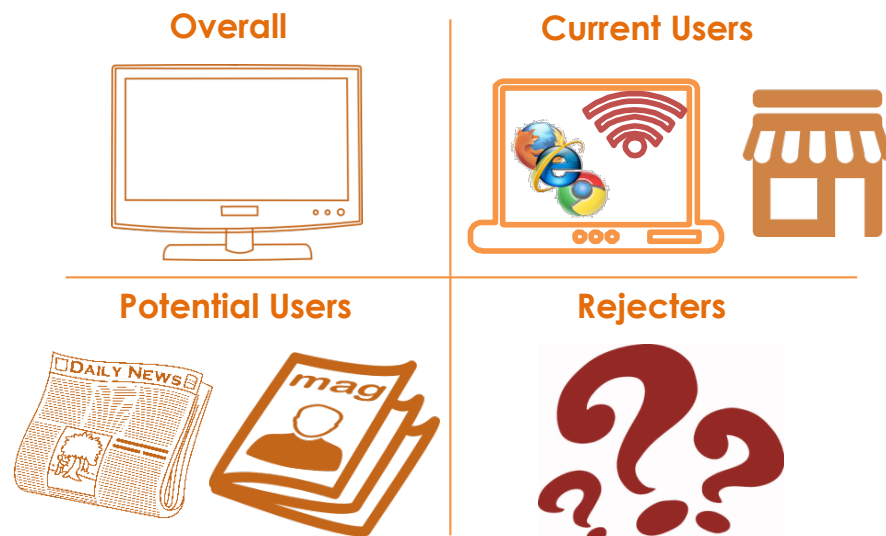 Overall
Current Users
Potential Users
Rejecters
DAILY NEWS
mag